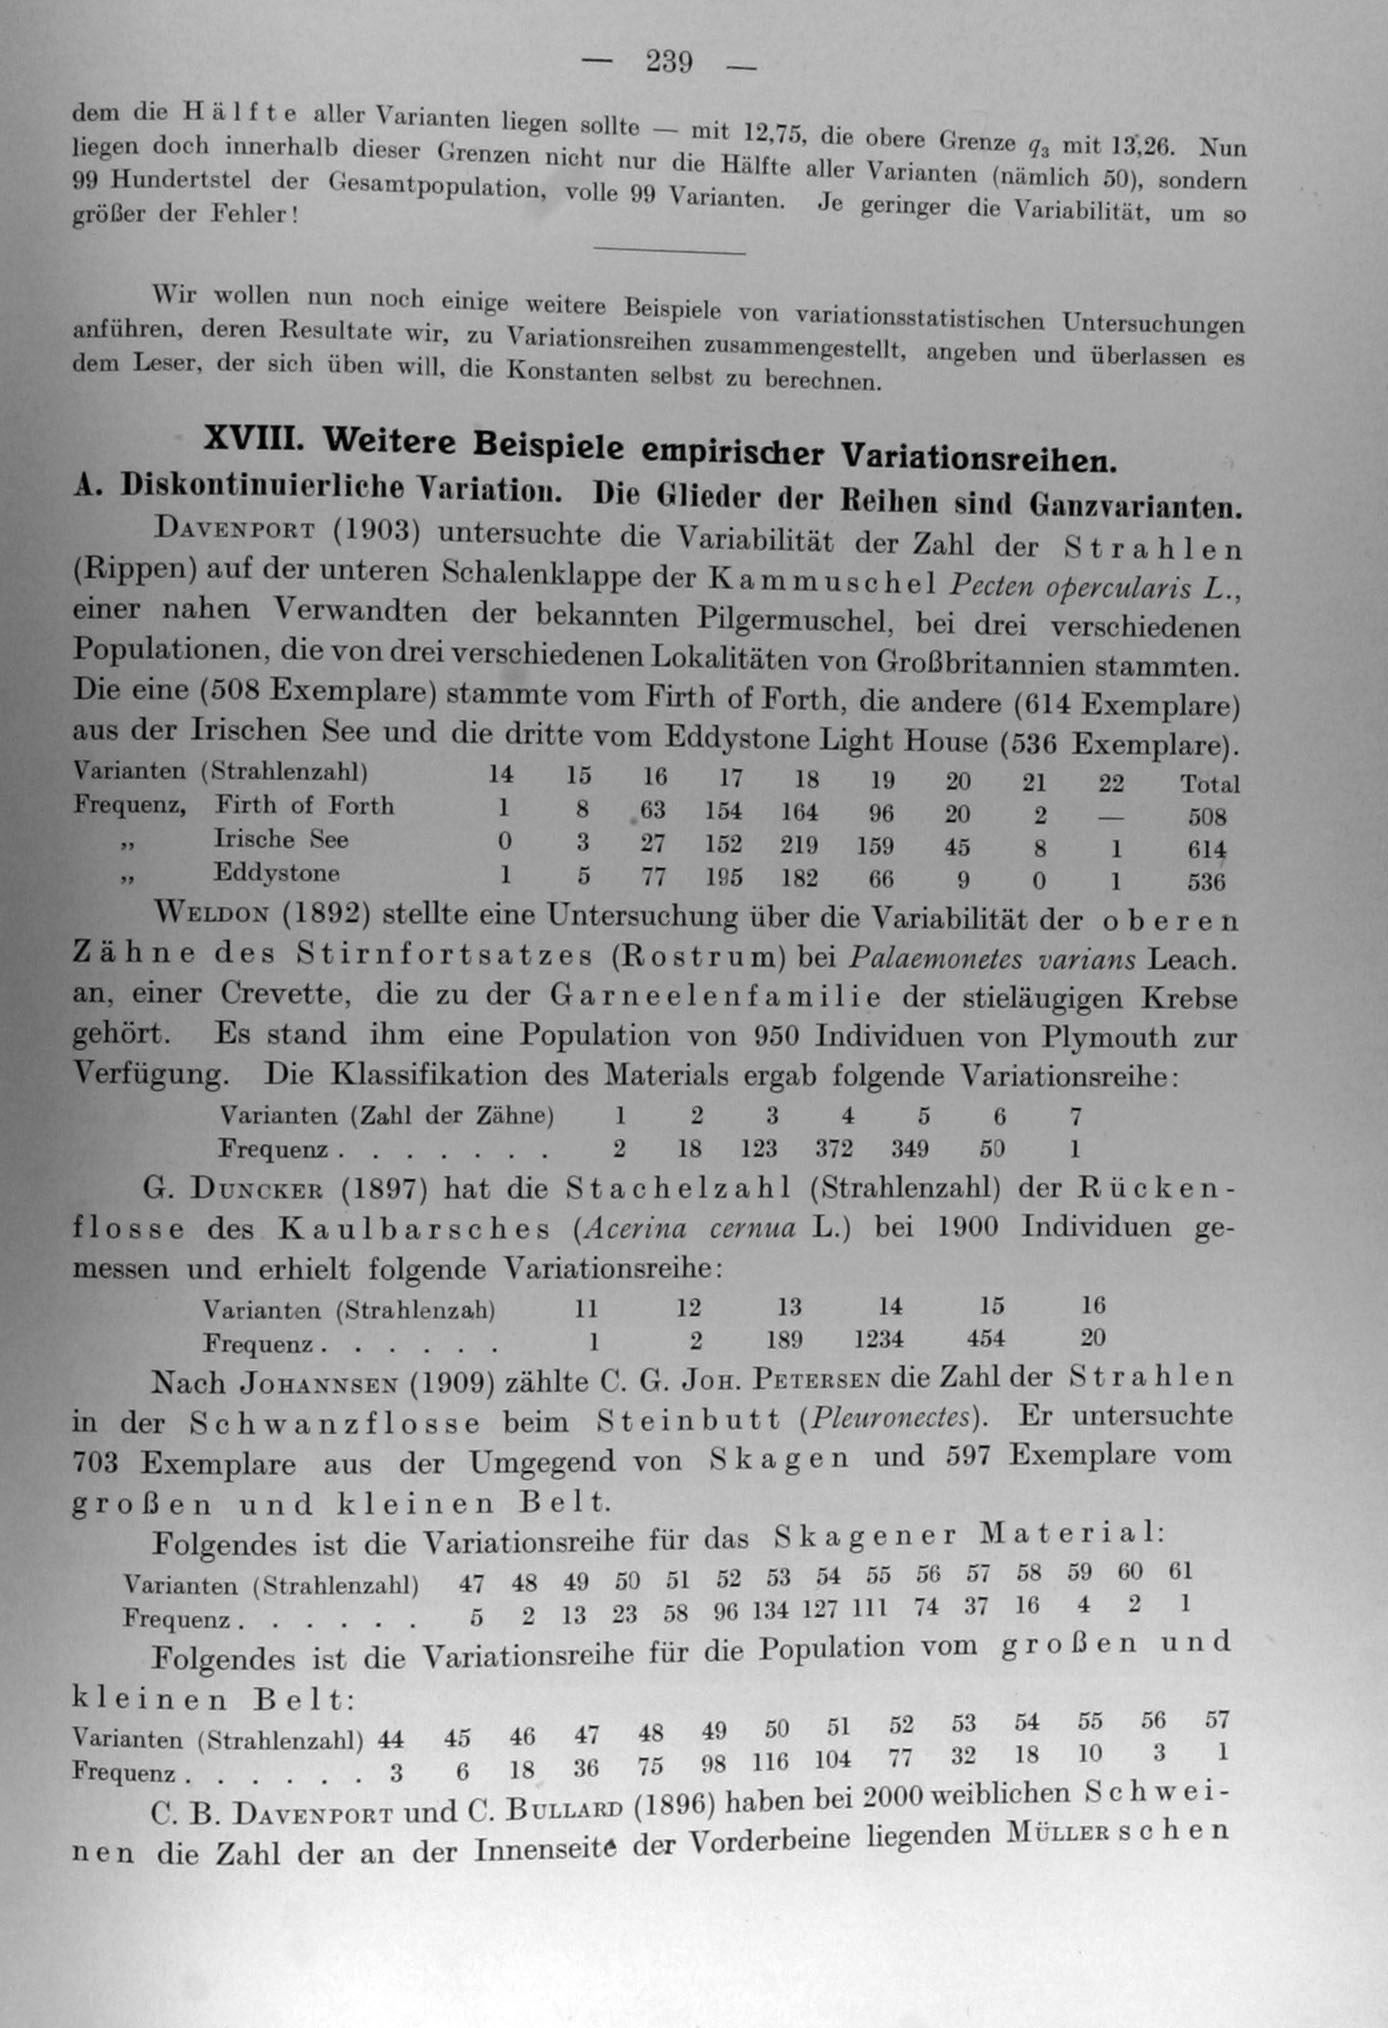 — 239 —
dem die Hälfte aller Varianten liegen sollte — mit 12,75, die obere Grenze q3 mit 13,26. Nun
liegen doch innerhalb dieser Grenzen nicht nur die Hälfte aller Varianten (nämlich 50), sondern
99 Hundertstel der Gesamtpopulation, volle 99 Varianten. Je geringer die Variabilität, um so
größer der Fehler!
Wir wollen nun noch einige weitere Beispiele von variationsstatistischen Untersuchungen
anführen, deren Resultate wir, zu Variationsreihen zusammengestellt, angeben und überlassen es
dem Leser, der sich üben will, die Konstanten selbst zu berechnen.
XVIII. Weitere Beispiele empirischer Variationsreihen.
A. Diskontinuierliche Variation. Die Glieder der Reihen sind Ganzvarianten.
DAVENPORT (1903) untersuchte die Variabilität der Zahl der Strahlen
(Rippen) auf der unteren Schalenklappe der Kammuschel Pecten opercularis L.,
einer nahen Verwandten der bekannten Pilgermuschel, bei drei verschiedenen
Populationen, die von drei verschiedenen Lokalitäten von Großbritannien stammten.
Die eine (508 Exemplare) stammte vom Firth of Forth, die andere (614 Exemplare)
aus der Irischen See und die dritte vom Eddystone Light House (536 Exemplare).
Varianten (Strahlenzahl) 14 15 16 17 18 19 20 21 22 Total
Frequenz, Firth of Forth 1 8 63 154 164 96 20 2 — 508
„ Irische See 0 3 27 152 219 159 45 8 1 614
„ Eddystone 1 5 77 195 182 66 9 0 1 536
WELDON (1892) stellte eine Untersuchung über die Variabilität der oberen
Zähne des Stirnfortsatzes (Rostrum) bei Palaemonetes varians Leach.
an, einer Crevette, die zu der Garneelenfamilie der stieläugigen Krebse
gehört. Es stand ihm eine Population von 950 Individuen von Plymouth zur
Verfügung. Die Klassifikation des Materials ergab folgende Variationsreihe:
Varianten (Zahl der Zähne) 1 2 3 4 5 6 7
Frequenz . . . . . . . 2 18 123 372 349 50 1
G. DUNCKER (1897) hat die Stachelzahl (Strahlenzahl) der Rücken-
flosse des Kaulbarsches (Acerina cernua L.) bei 1900 Individuen ge-
messen und erhielt folgende Variationsreihe:
Varianten (Strahlenzah) 11 12 13 14 15 16
Frequenz . . . . . . 1 2 189 1234 454 20
Nach JOHANNSEN (1909) zählte C. G. JOH. PETERSEN die Zahl der Strahlen
in der Schwanzflosse beim Steinbutt (Pleuronectes). Er untersuchte
703 Exemplare aus der Umgegend von Skagen und 597 Exemplare vom
großen und kleinen Belt.
Folgendes ist die Variationsreihe für das Skagener Material:
Varianten (Strahlenzahl) 47 48 49 50 51 52 53 54 55 56 57 58 59 60 61
Frequenz . . . . . . 5 2 13 23 58 96 134 127 111 74 37 16 4 2 1
Folgendes ist die Variationsreihe für die Population vom großen und
kleinen Belt:
Varianten (Strahlenzahl) 44 45 46 47 48 49 50 51 52 53 54 55 56 57
Frequenz . . . . . . 3 6 18 36 75 98 116 104 77 32 18 10 3 1
C. B. DAVENPORT und C. BULLARD (1896) haben bei 2000 weiblichen Schwei-
nen die Zahl der an der Innenseite der Vorderbeine liegenden MÜLLERschen